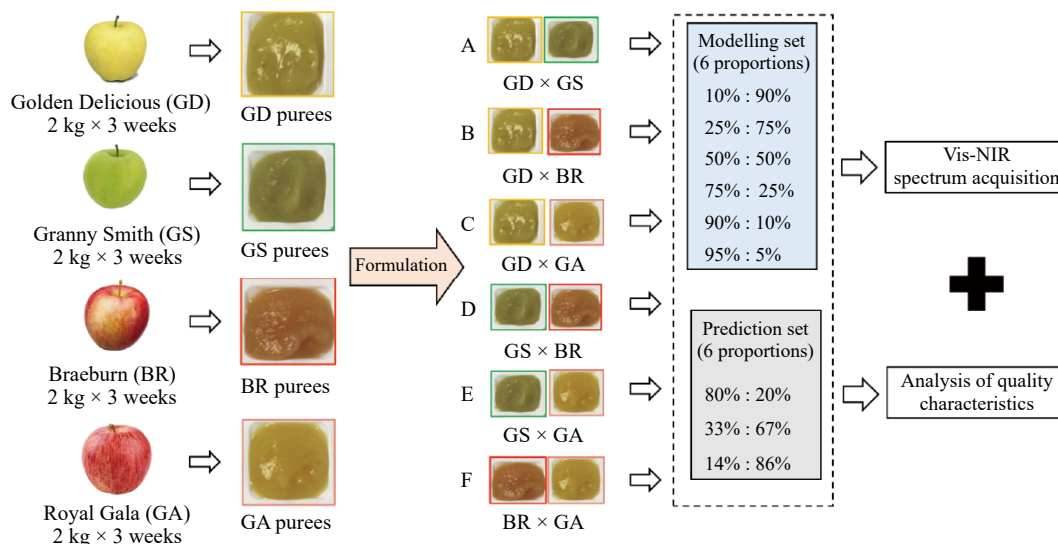 Golden Delicious (GD)
2 kg × 3 weeks
GD purees
Granny Smith (GS)
2 kg × 3 weeks
GS purees
Braeburn (BR)
2 kg × 3 weeks
BR purees
Royal Gala (GA)
2 kg × 3 weeks
GA purees
Formulation
A
GD × GS
B
GD × BR
C
GD × GA
D
GS × BR
E
GS × GA
F
BR × GA
Modelling set
(6 proportions)
10% : 90%
25% : 75%
50% : 50%
75% : 25%
90% : 10%
95% : 5%
Prediction set
(6 proportions)
80% : 20%
33% : 67%
14% : 86%
Vis-NIR
spectrum acquisition
Analysis of quality
characteristics